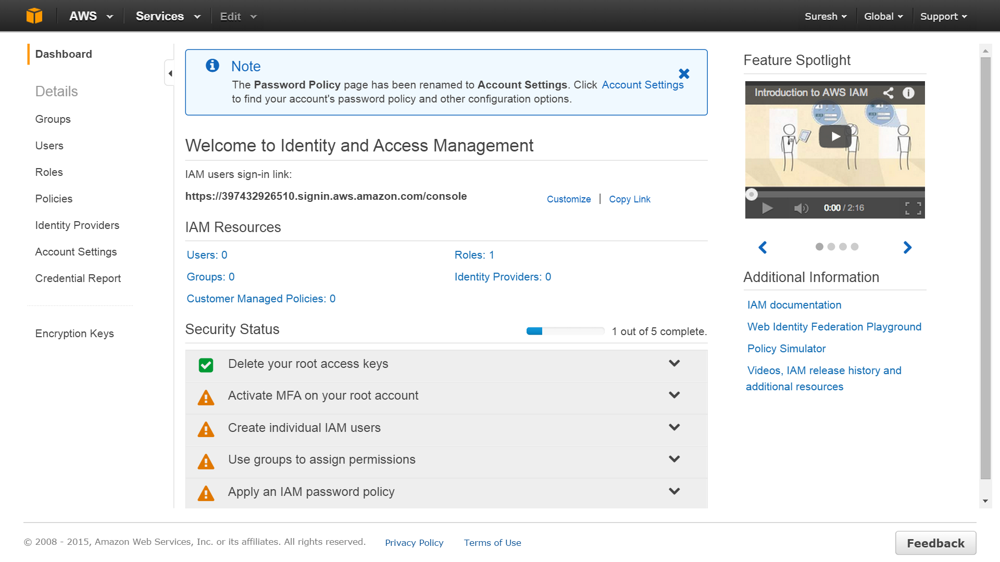 AWS
Services
Edit
Suresh
Global
Support
Dashboard
Details
Groups
Users
Roles
Policies
Identity Providers
Account Settings
Credential Report
Encryption Keys
Note
The Password Policy page has been renamed to Account Settings. Click Account Settings
to find your account's password policy and other configuration options.
Welcome to Identity and Access Management
IAM users sign-in link:
https://397432926510.signin.aws.amazon.com/console
Customize | Copy Link
IAM Resources
Users: 0
Roles: 1
Groups: 0
Identity Providers: 0
Customer Managed Policies: 0
Security Status
1 out of 5 complete.
Delete your root access keys
Activate MFA on your root account
Create individual IAM users
Use groups to assign permissions
Apply an IAM password policy
Feature Spotlight
Introduction to AWS IAM
0:00 / 2:16
Additional Information
IAM documentation
Web Identity Federation Playground
Policy Simulator
Videos, IAM release history and
additional resources
© 2008 - 2015, Amazon Web Services, Inc. or its affiliates. All rights reserved.
Privacy Policy
Terms of Use
Feedback